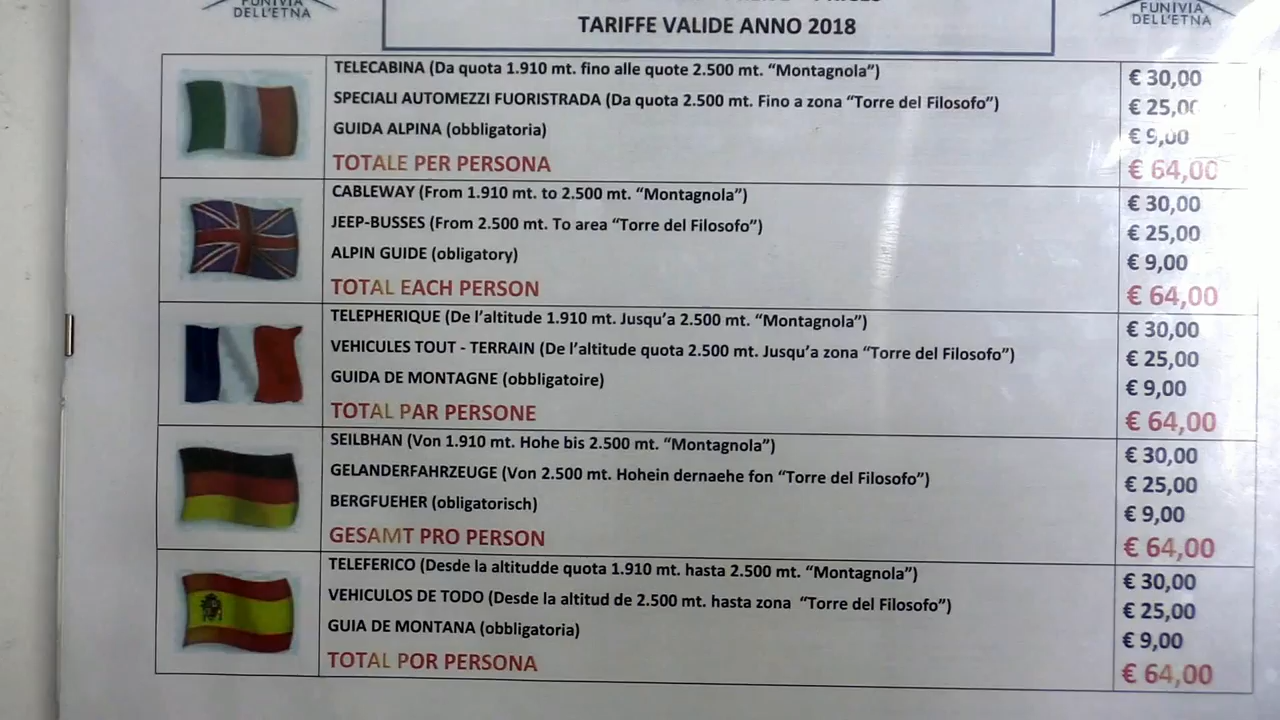 FUNIVIA
DELL'ETNA
TARIFFE VALIDE ANNO 2018
FUNIVIA
DELL'ETNA
TELECABINA (Da quota 1.910 mt. fino alle quote 2.500 mt. “Montagnola”) € 30,00
SPECIALI AUTOMEZZI FUORISTRADA (Da quota 2.500 mt. Fino a zona “Torre del Filosofo”) € 25,00
GUIDA ALPINA (obbligatoria) € 9,00
TOTALE PER PERSONA € 64,00
CABLEWAY (From 1.910 mt. to 2.500 mt. “Montagnola”) € 30,00
JEEP-BUSSES (From 2.500 mt. To area “Torre del Filosofo”) € 25,00
ALPIN GUIDE (obligatory) € 9,00
TOTAL EACH PERSON € 64,00
TELEPHERIQUE (De l’altitude 1.910 mt. Jusqu’a 2.500 mt. “Montagnola”) € 30,00
VEHICULES TOUT - TERRAIN (De l’altitude quota 2.500 mt. Jusqu’a zona “Torre del Filosofo”) € 25,00
GUIDA DE MONTAGNE (obbligatoire) € 9,00
TOTAL PAR PERSONE € 64,00
SEILBHAN (Von 1.910 mt. Hohe bis 2.500 mt. “Montagnola”) € 30,00
GELANDERFAHRZEUGE (Von 2.500 mt. Hohein dernaehe fon “Torre del Filosofo”) € 25,00
BERGFUEHER (obligatorisch) € 9,00
GESAMT PRO PERSON € 64,00
TELEFERICO (Desde la altitudde quota 1.910 mt. hasta 2.500 mt. “Montagnola”) € 30,00
VEHICULOS DE TODO (Desde la altitud de 2.500 mt. hasta zona “Torre del Filosofo”) € 25,00
GUIA DE MONTANA (obbligatoria) € 9,00
TOTAL POR PERSONA € 64,00